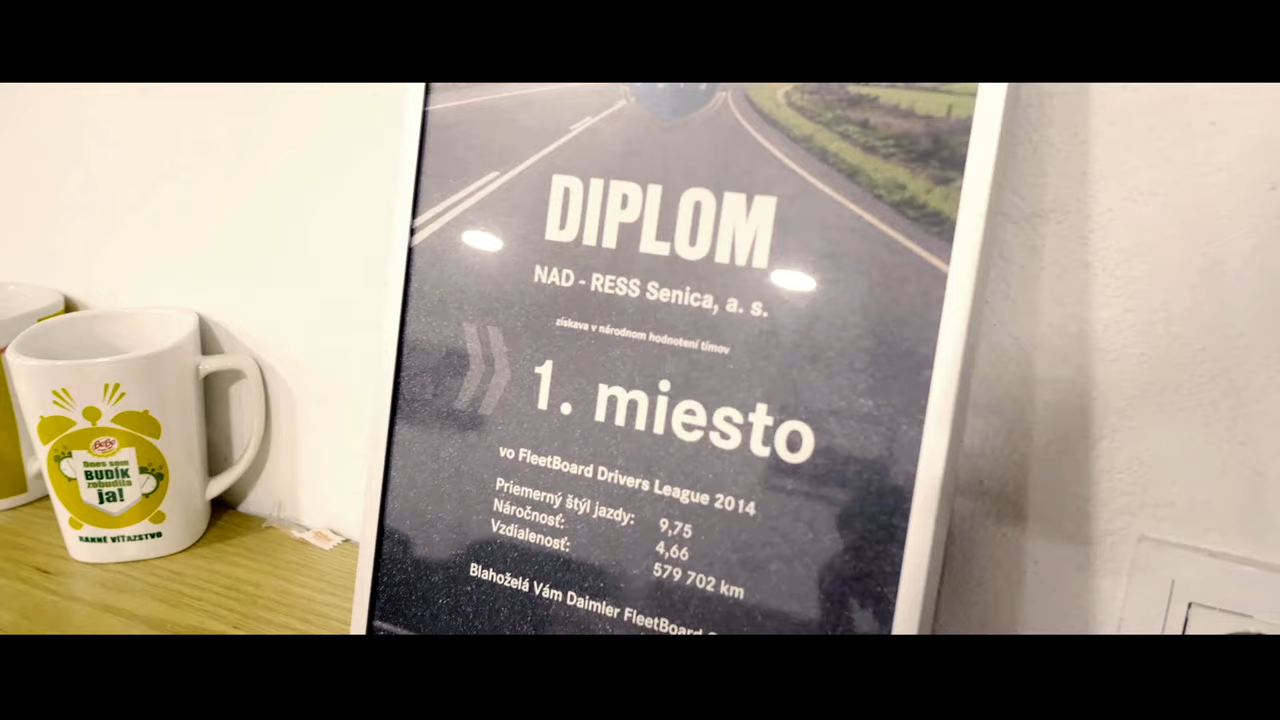 DIPLOM
NAD - RESS Senica, a. s.
získava v národnom hodnotení tímov
1. miesto
vo FleetBoard Drivers League 2014
Priemerný štýl jazdy: 9,75
Náročnosť: 4,66
Vzdialenosť: 579 702 km
Blahoželá Vám Daimler FleetBoard
BeBe
Dnes som
BUDÍK
zobudila
ja!
RANNÉ VÍŤAZSTVO